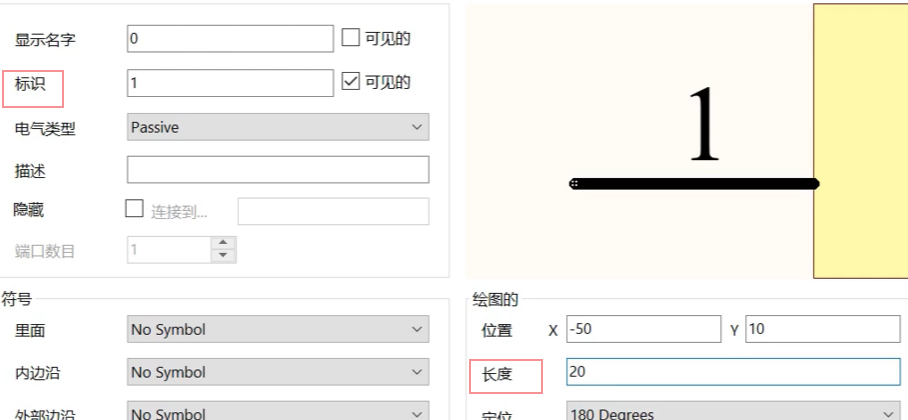 显示名字 0 可见的
标识 1 可见的
电气类型 Passive
描述
隐藏 连接到...
端口数目 1
1
符号
里面 No Symbol
内边沿 No Symbol
外部边沿 No Symbol
绘图的
位置 X -50 Y 10
长度 20
定位 180 Degrees